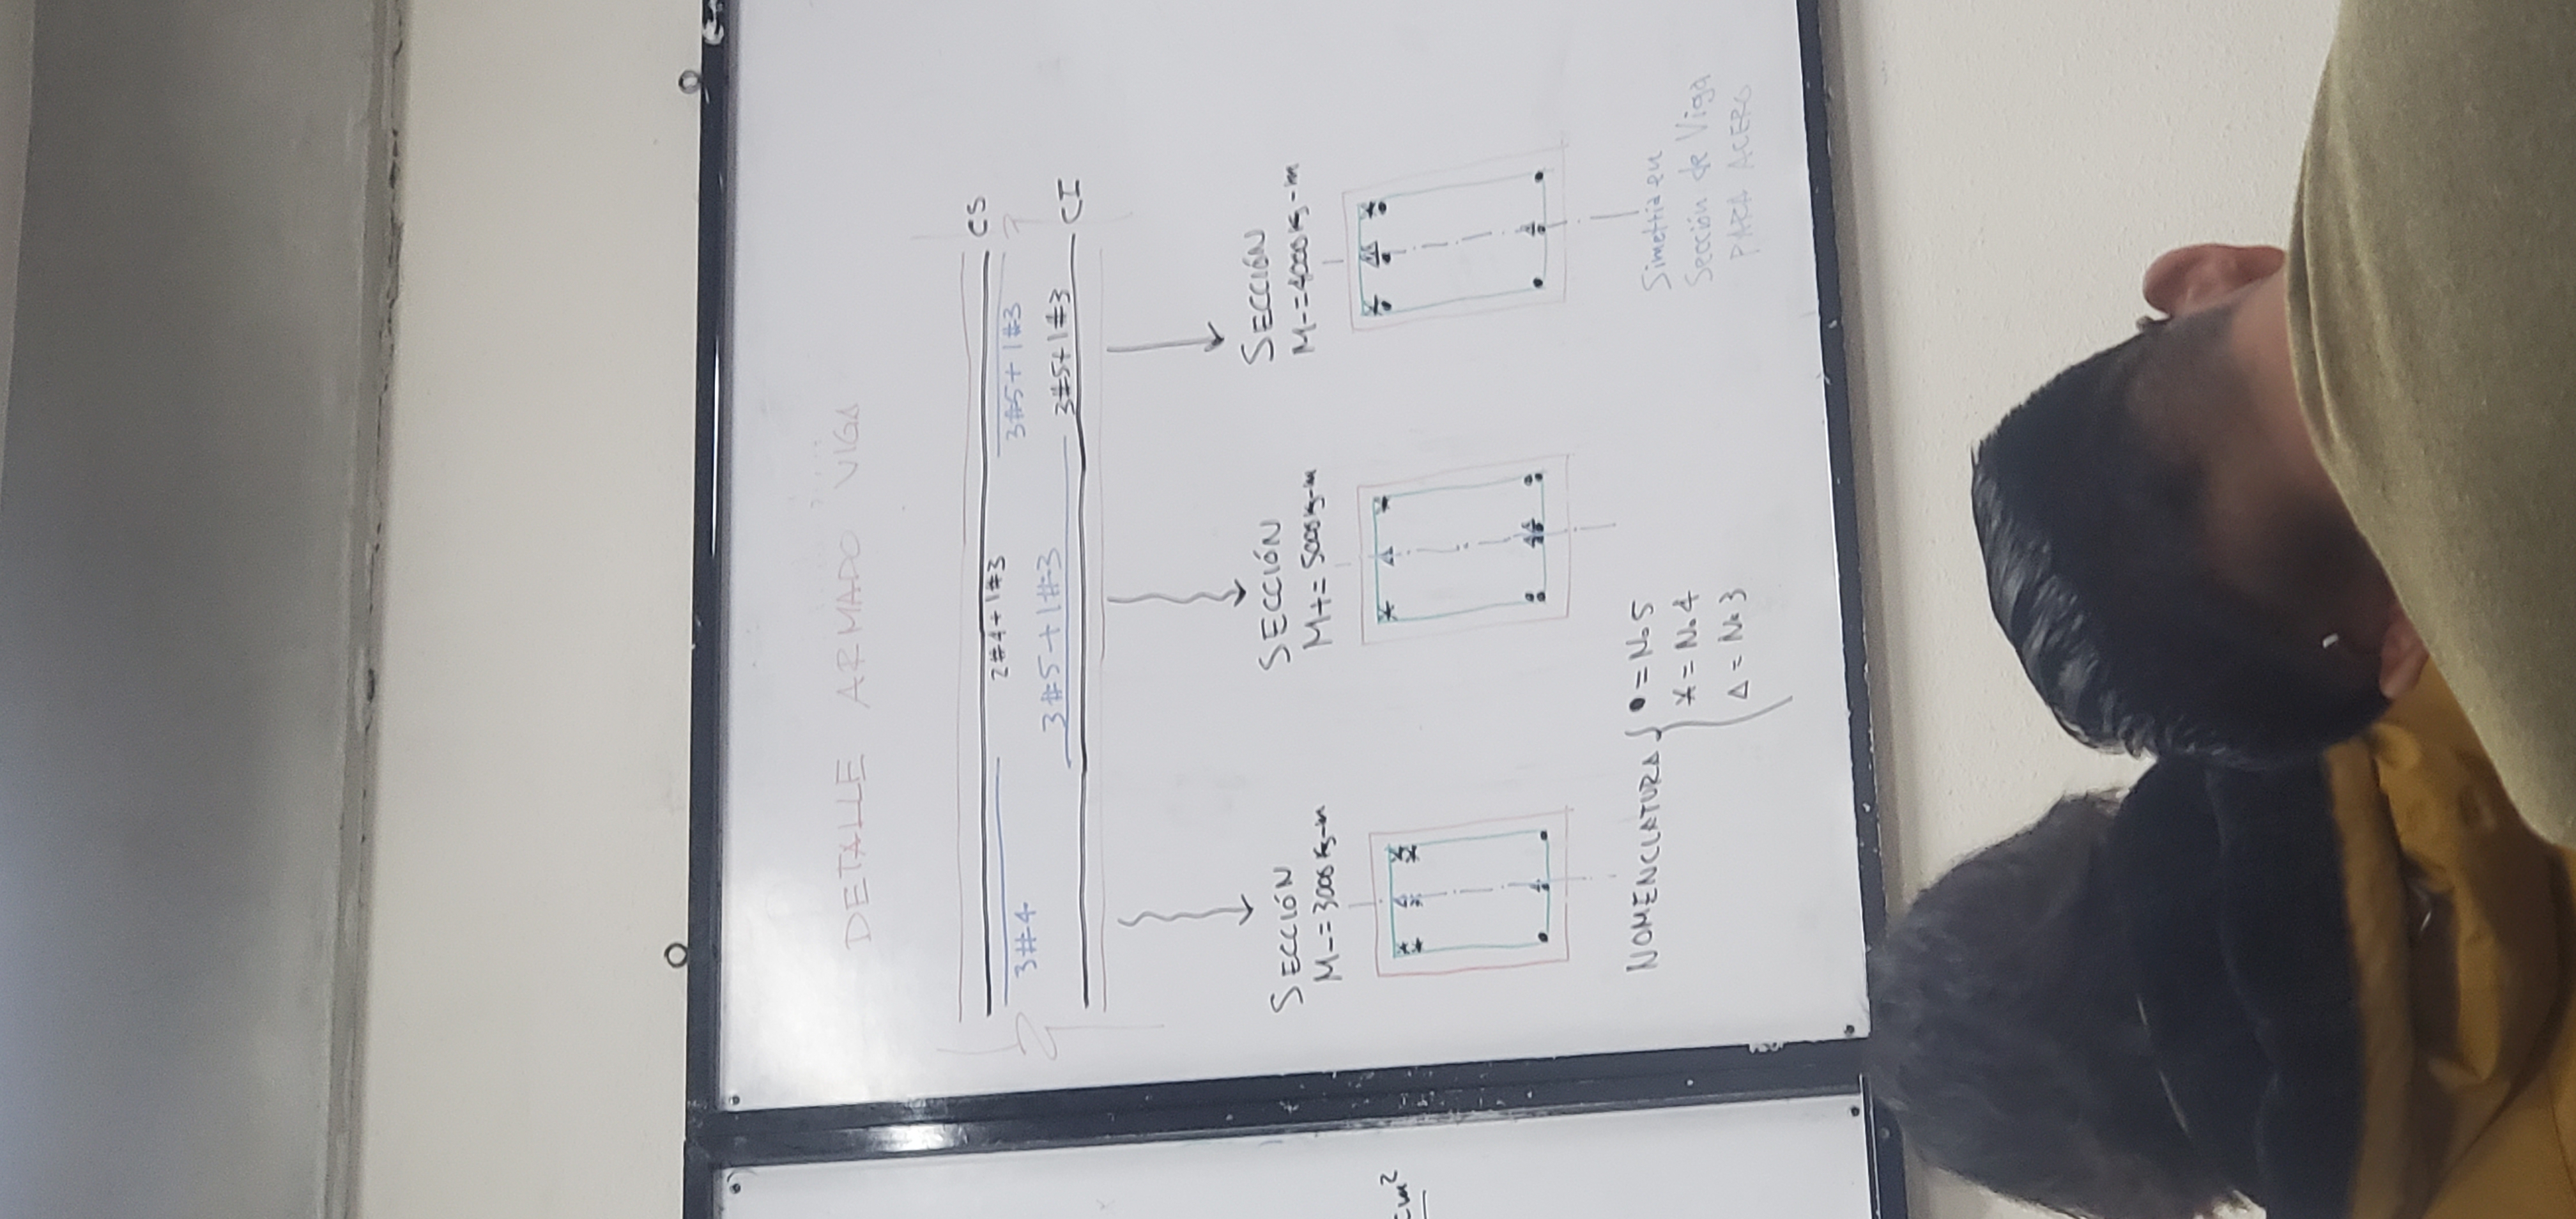 DETALLE ARMADO VIGA
CS
2#4+1#3
3#4
3#5+1#3
3#5+1#3
3#5+1#3
CI
SECCIÓN
M-=3000 Kg-m
SECCIÓN
M+=5000 Kg-m
SECCIÓN
M-=4000 Kg-m
cm²
NOMENCLATURA { • = No 5
* = No. 4
Δ = No 3
Simetría en
Sección de Viga
PARA ACERO